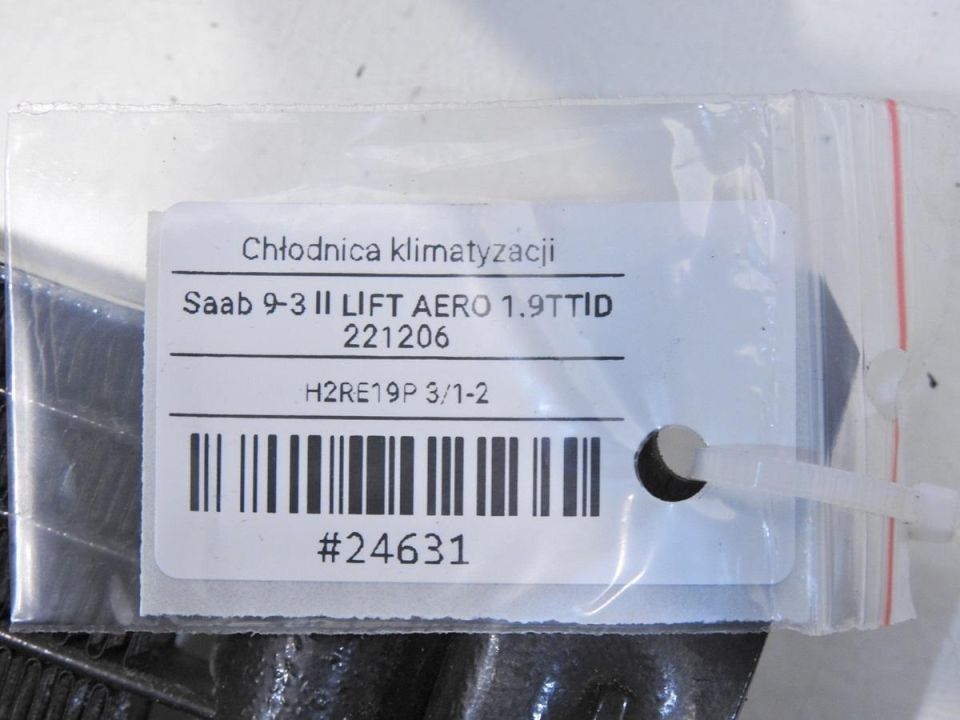 Chłodnica klimatyzacji
Saab 9-3 II LIFT AERO 1.9TTID
221206
H2RE19P 3/1-2
#24631